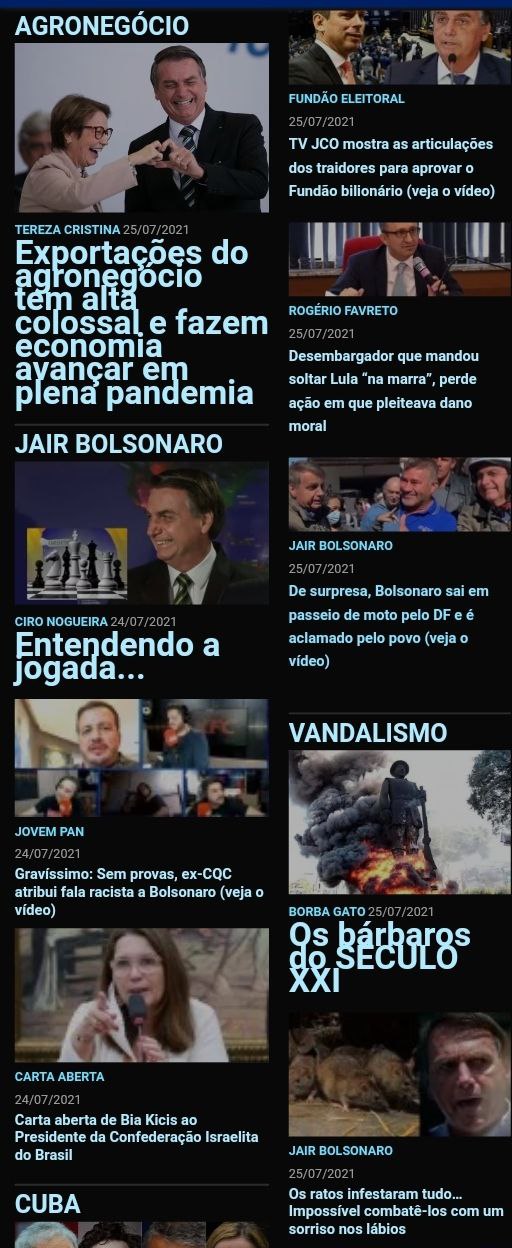 AGRONEGÓCIO
TEREZA CRISTINA 25/07/2021
Exportações do
agronegócio
tem alta
colossal e fazem
economia
avançar em
plena pandemia
JAIR BOLSONARO
CIRO NOGUEIRA 24/07/2021
Entendendo a
jogada...
JOVEM PAN
24/07/2021
Gravíssimo: Sem provas, ex-CQC
atribui fala racista a Bolsonaro (veja o
vídeo)
CARTA ABERTA
24/07/2021
Carta aberta de Bia Kicis ao
Presidente da Confederação Israelita
do Brasil
CUBA
FUNDÃO ELEITORAL
25/07/2021
TV JCO mostra as articulações
dos traidores para aprovar o
Fundão bilionário (veja o vídeo)
ROGÉRIO FAVRETO
25/07/2021
Desembargador que mandou
soltar Lula “na marra”, perde
ação em que pleiteava dano
moral
JAIR BOLSONARO
25/07/2021
De surpresa, Bolsonaro sai em
passeio de moto pelo DF e é
aclamado pelo povo (veja o
vídeo)
VANDALISMO
BORBA GATO 25/07/2021
Os bárbaros
do SÉCULO
XXI
JAIR BOLSONARO
25/07/2021
Os ratos infestaram tudo...
Impossível combatê-los com um
sorriso nos lábios